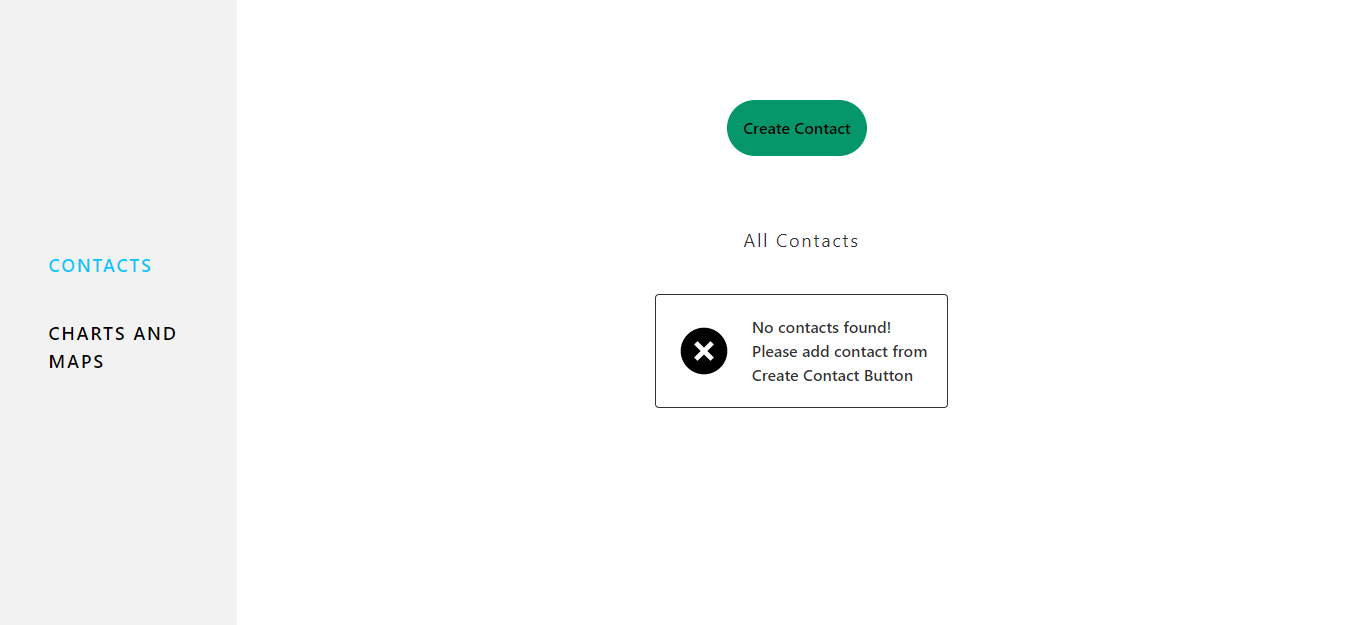 CONTACTS
CHARTS AND
MAPS
Create Contact
All Contacts
No contacts found!
Please add contact from
Create Contact Button